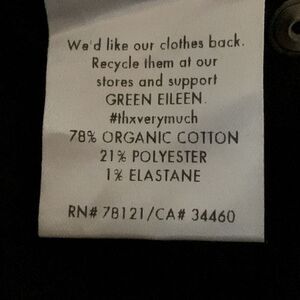 We'd like our clothes back.
Recycle them at our
stores and support
GREEN EILEEN.
#thxverymuch
78% ORGANIC COTTON
21% POLYESTER
1% ELASTANE
RN# 78121/CA# 34460